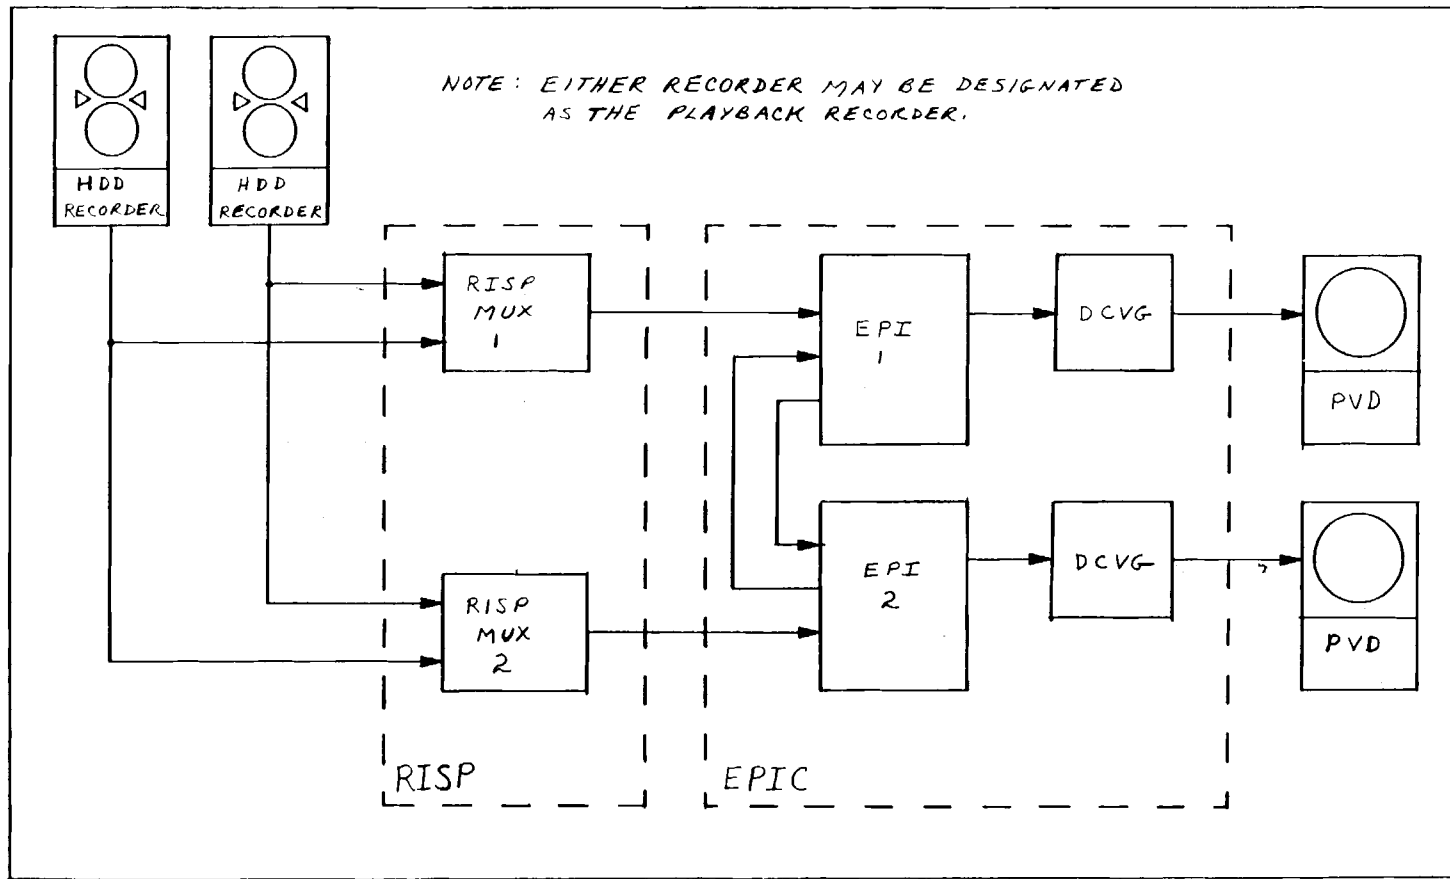 NOTE: EITHER RECORDER MAY BE DESIGNATED
AS THE PLAYBACK RECORDER.
HDD
RECORDER
HDD
RECORDER
RISP
MUX
1
EPI
1
DCVG
PVD
RISP
MUX
2
EPI
2
DCVG
PVD
RISP
EPIC